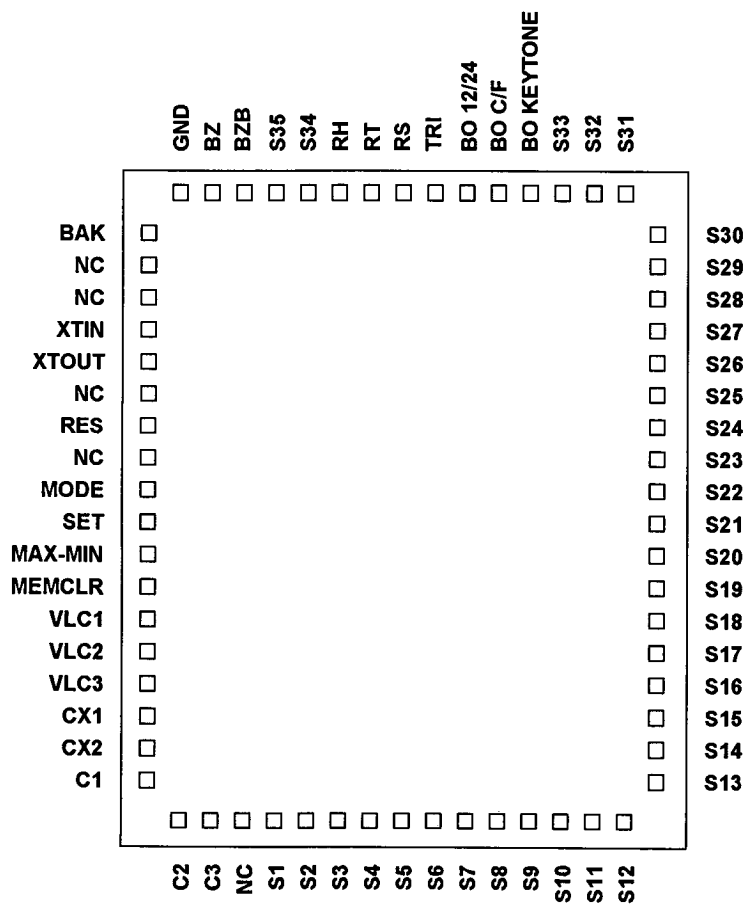 GND
BZ
BZB
S35
S34
RH
RT
RS
TRI
BO 12/24
BO C/F
BO KEYTONE
S33
S32
S31
BAK
NC
NC
XTIN
XTOUT
NC
RES
NC
MODE
SET
MAX-MIN
MEMCLR
VLC1
VLC2
VLC3
CX1
CX2
C1
S30
S29
S28
S27
S26
S25
S24
S23
S22
S21
S20
S19
S18
S17
S16
S15
S14
S13
C2
C3
NC
S1
S2
S3
S4
S5
S6
S7
S8
S9
S10
S11
S12